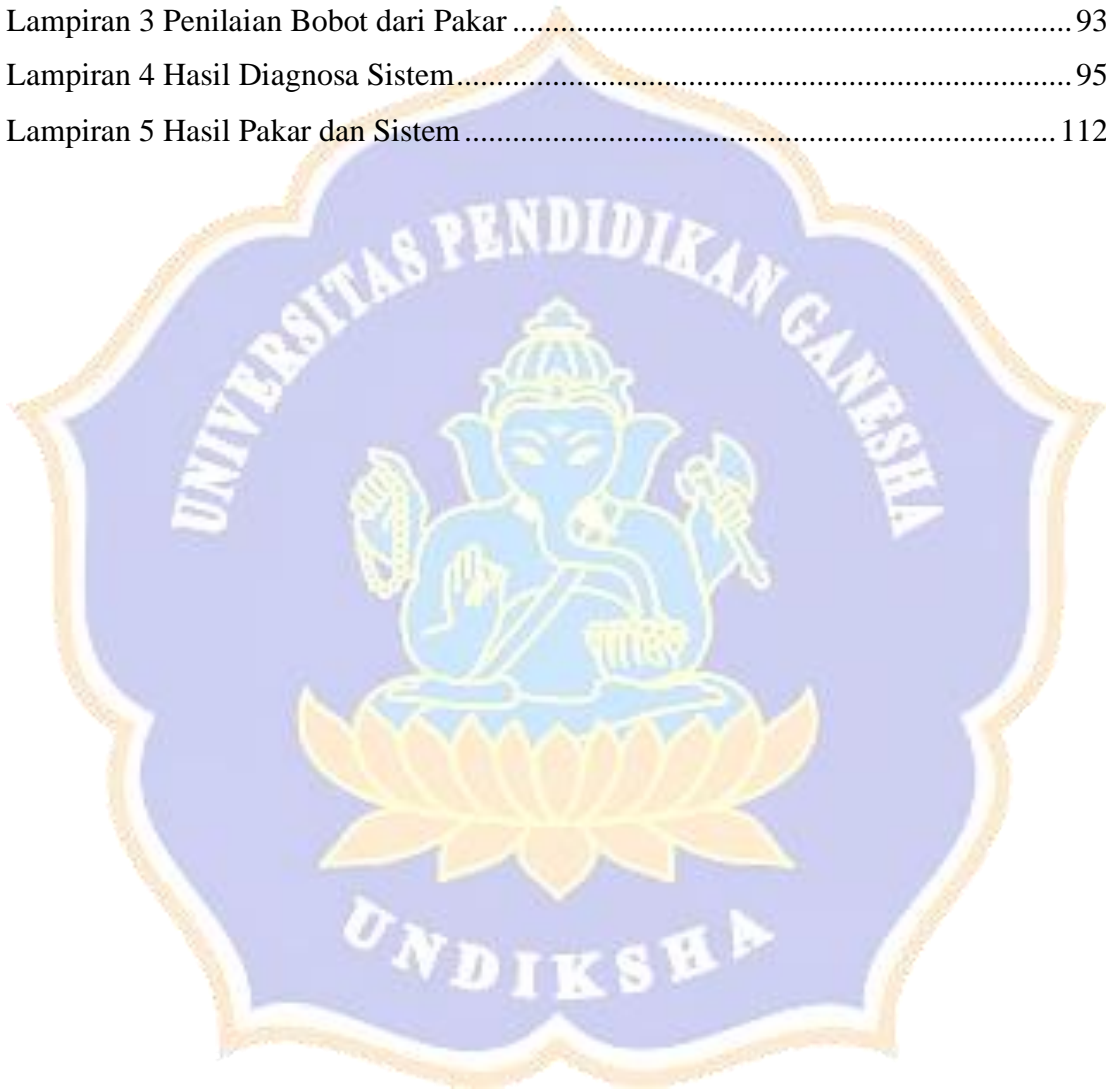 Lampiran 3 Penilaian Bobot dari Pakar ........................................................................ 93
Lampiran 4 Hasil Diagnosa Sistem............................................................................... 95
Lampiran 5 Hasil Pakar dan Sistem ............................................................................ 112
UNIVERSITAS PENDIDIKAN GANESHA
UNDIKSHA